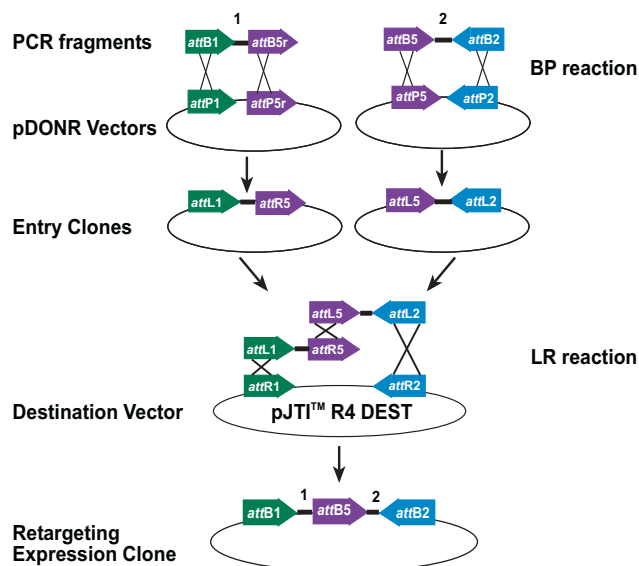 1
2
PCR fragments
attB1
attB5r
attB5
attB2
BP reaction
attP1
attP5r
attP5
attP2
pDONR Vectors
Entry Clones
attL1
attR5
attL5
attL2
attL5
attL2
attL1
attR5
LR reaction
attR1
attR2
Destination Vector
pJTI™ R4 DEST
1
2
attB1
attB5
attB2
Retargeting
Expression Clone